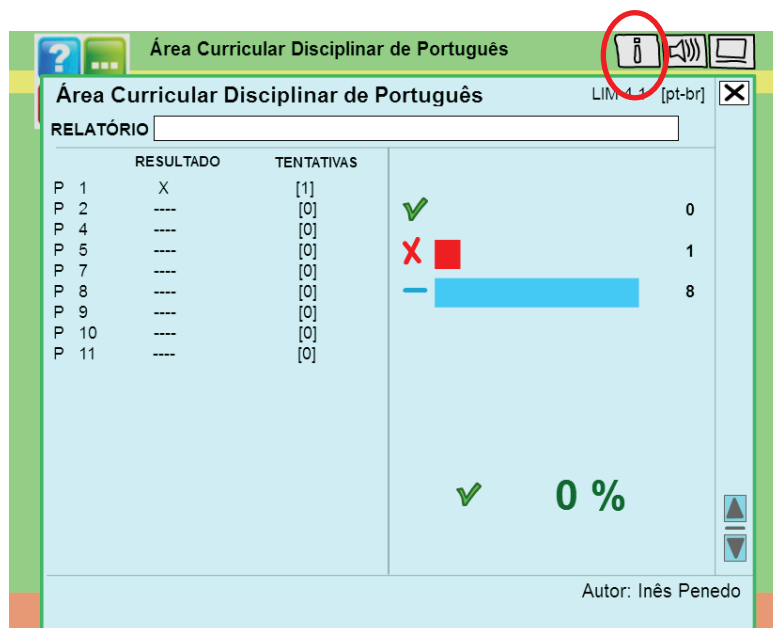 Área Curricular Disciplinar de Português
Área Curricular Disciplinar de Português LIM 4.1 [pt-br]
RELATÓRIO
RESULTADO TENTATIVAS
P 1 X [1]
P 2 ---- [0]
P 4 ---- [0]
P 5 ---- [0]
P 7 ---- [0]
P 8 ---- [0]
P 9 ---- [0]
P 10 ---- [0]
P 11 ---- [0]
0
1
8
0 %
Autor: Inês Penedo